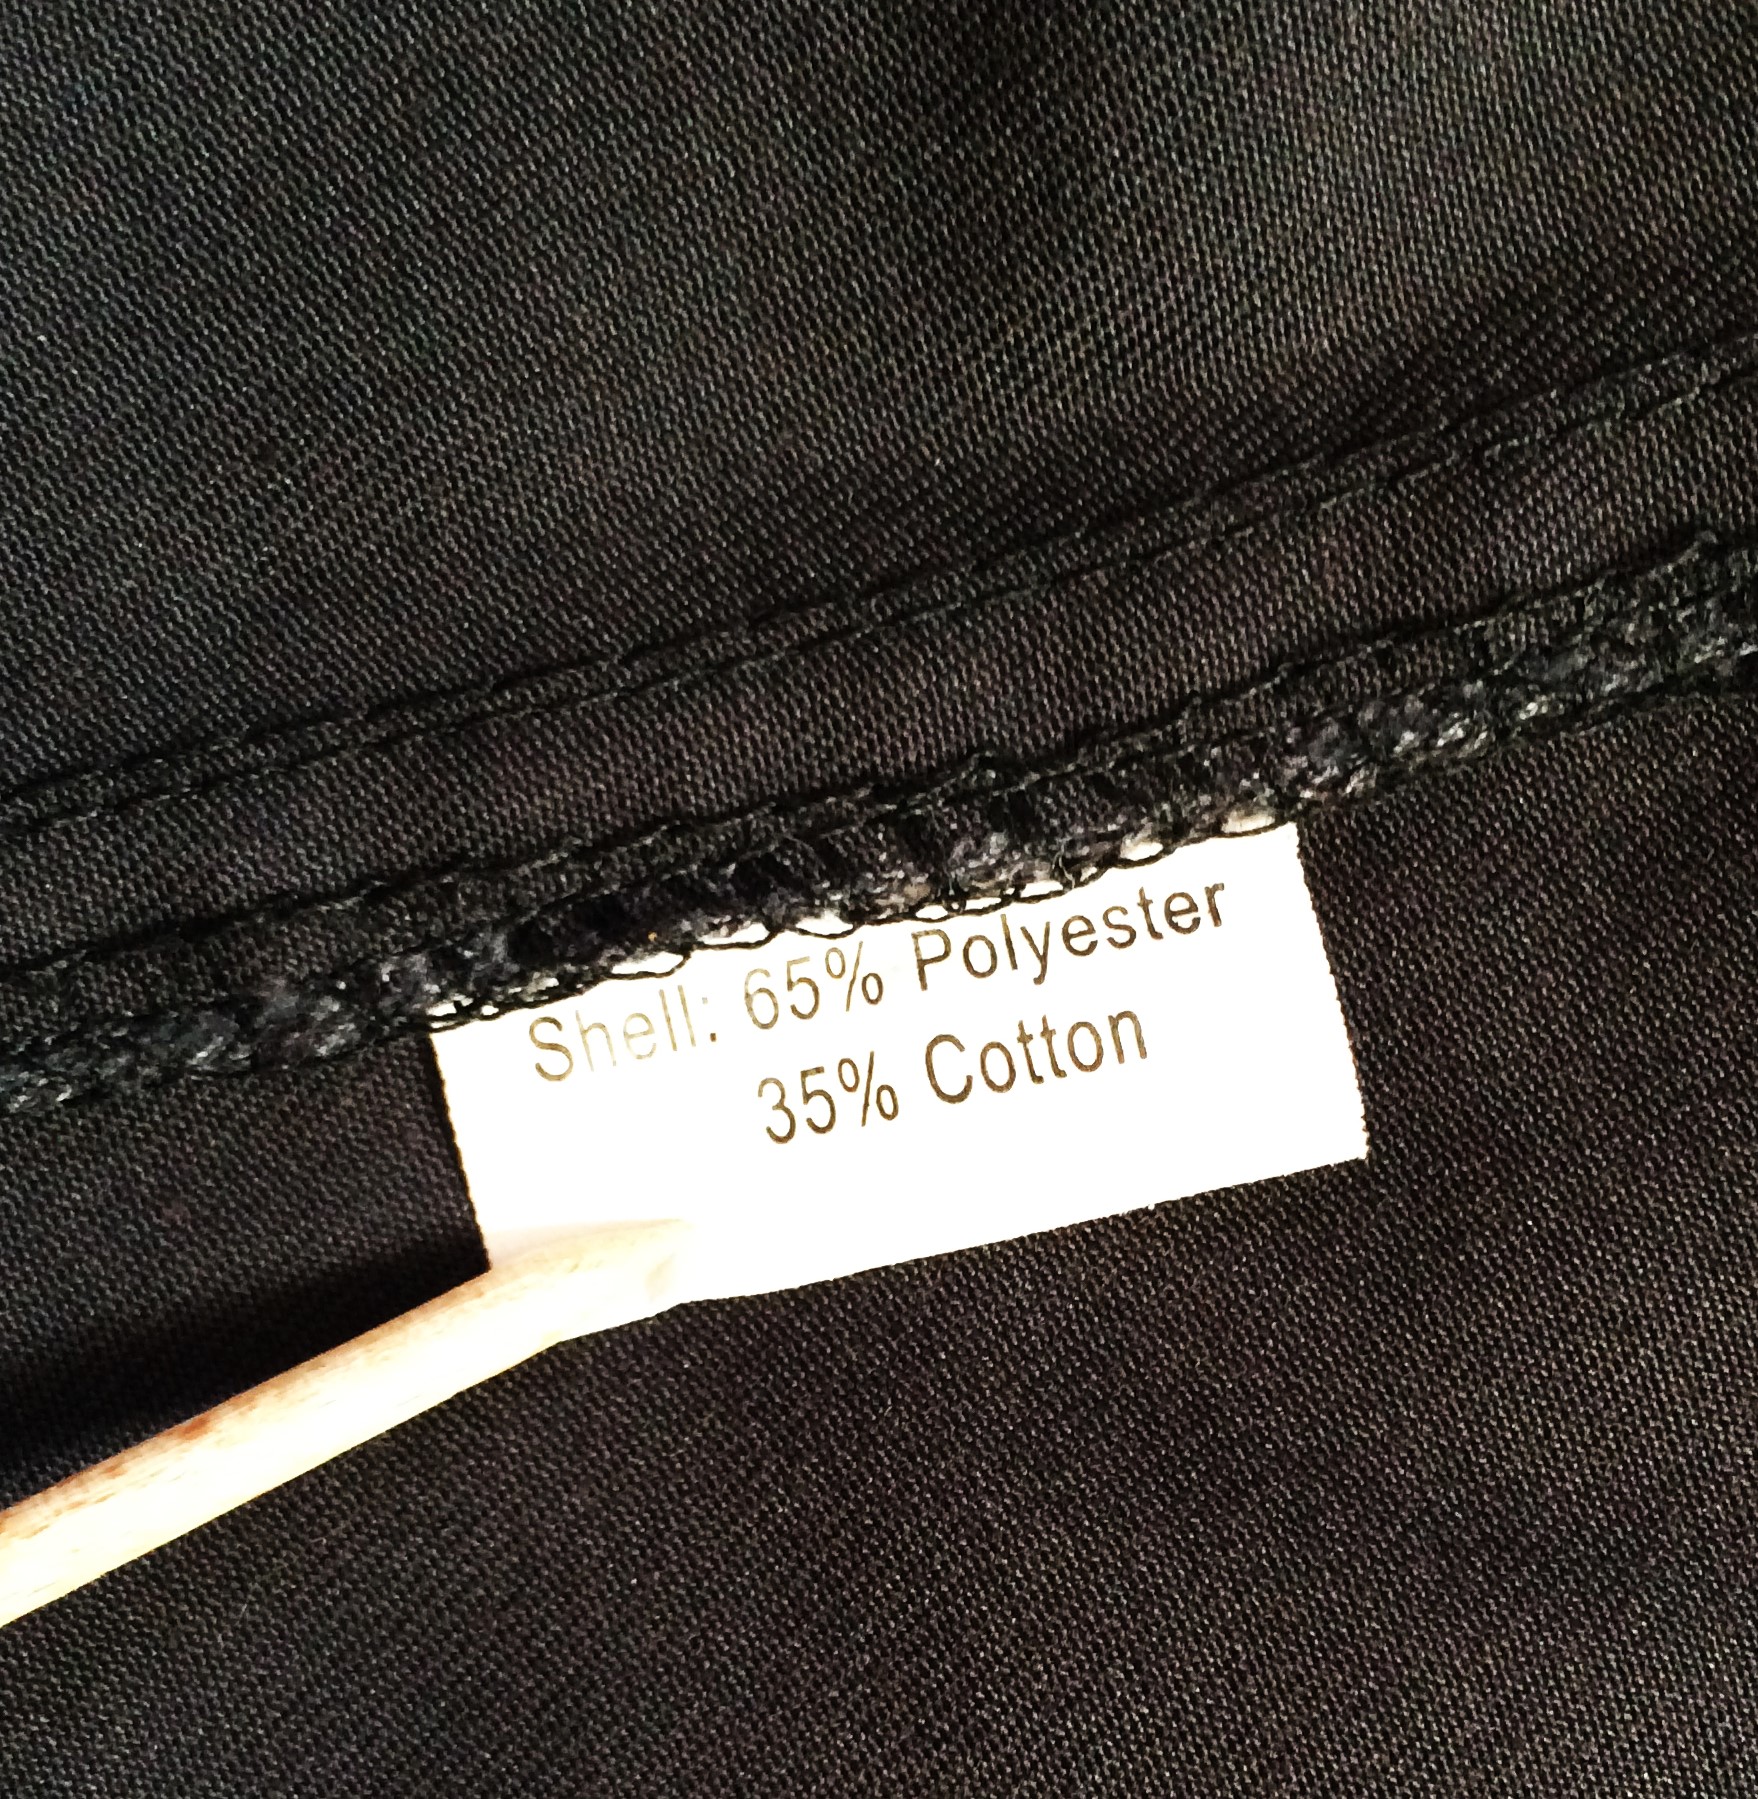 Shell: 65% Polyester
35% Cotton